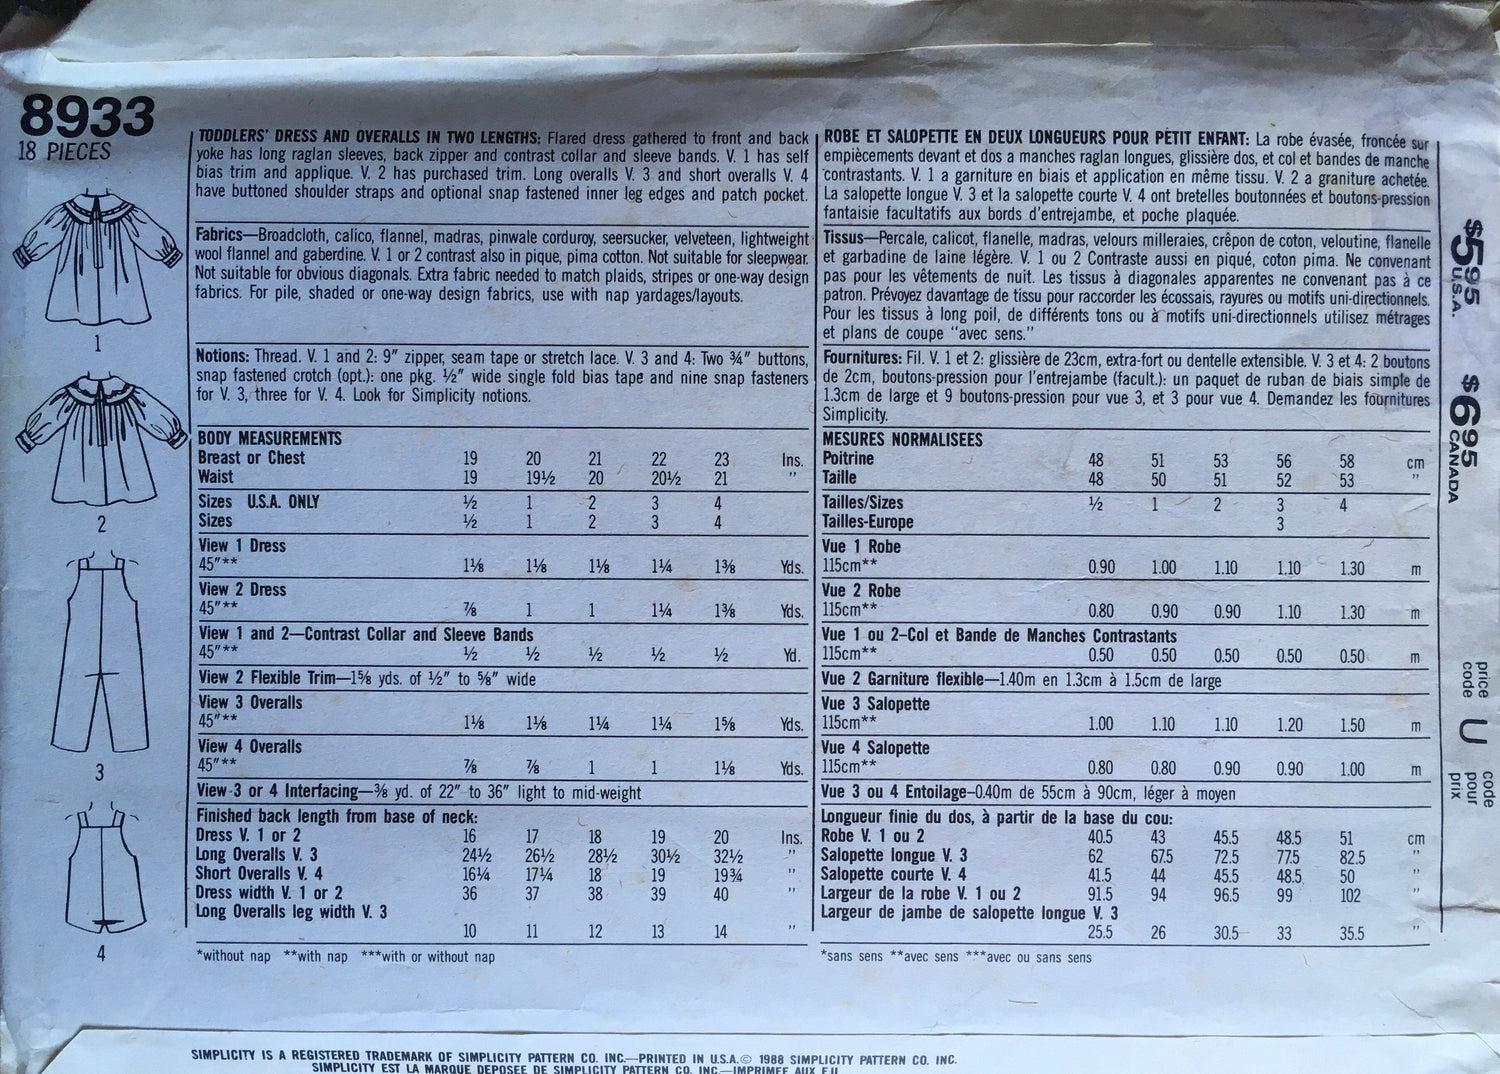 8933
18 PIECES
1
2
3
4
TODDLERS' DRESS AND OVERALLS IN TWO LENGTHS: Flared dress gathered to front and back
yoke has long raglan sleeves, back zipper and contrast collar and sleeve bands. V. 1 has self
bias trim and applique. V. 2 has purchased trim. Long overalls V. 3 and short overalls V. 4
have buttoned shoulder straps and optional snap fastened inner leg edges and patch pocket.
Fabrics—Broadcloth, calico, flannel, madras, pinwale corduroy, seersucker, velveteen, lightweight
wool flannel and gaberdine. V. 1 or 2 contrast also in pique, pima cotton. Not suitable for sleepwear.
Not suitable for obvious diagonals. Extra fabric needed to match plaids, stripes or one-way design
fabrics. For pile, shaded or one-way design fabrics, use with nap yardages/layouts.
Notions: Thread. V. 1 and 2: 9" zipper, seam tape or stretch lace. V. 3 and 4: Two ¾" buttons,
snap fastened crotch (opt.): one pkg. ½" wide single fold bias tape and nine snap fasteners
for V. 3, three for V. 4. Look for Simplicity notions.
BODY MEASUREMENTS
Breast or Chest 19 20 21 22 23 Ins.
Waist 19 19½ 20 20½ 21 "
Sizes U.S.A. ONLY ½ 1 2 3 4
Sizes ½ 1 2 3 4
View 1 Dress
45"** 1⅛ 1⅛ 1⅛ 1¼ 1⅜ Yds.
View 2 Dress
45"** ⅞ 1 1 1¼ 1⅜ Yds.
View 1 and 2—Contrast Collar and Sleeve Bands
45"** ½ ½ ½ ½ ½ Yd.
View 2 Flexible Trim—1⅝ yds. of ½" to ⅝" wide
View 3 Overalls
45"** 1⅛ 1⅛ 1¼ 1¼ 1⅝ Yds.
View 4 Overalls
45"** ⅞ ⅞ 1 1 1⅛ Yds.
View 3 or 4 Interfacing—⅜ yd. of 22" to 36" light to mid-weight
Finished back length from base of neck:
Dress V. 1 or 2 16 17 18 19 20 Ins.
Long Overalls V. 3 24½ 26½ 28½ 30½ 32½ "
Short Overalls V. 4 16¼ 17¼ 18 19 19¾ "
Dress width V. 1 or 2 36 37 38 39 40 "
Long Overalls leg width V. 3
10 11 12 13 14 "
*without nap **with nap ***with or without nap
ROBE ET SALOPETTE EN DEUX LONGUEURS POUR PETIT ENFANT: La robe évasée, froncée sur
empiècements devant et dos a manches raglan longues, glissière dos, et col et bandes de manche
contrastants. V. 1 a garniture en biais et application en même tissu. V. 2 a graniture achetée.
La salopette longue V. 3 et la salopette courte V. 4 ont bretelles boutonnées et boutons-pression
fantaisie facultatifs aux bords d'entrejambe, et poche plaquée.
Tissus—Percale, calicot, flanelle, madras, velours milleraies, crêpon de coton, veloutine, flanelle
et garbadine de laine légère. V. 1 ou 2 Contraste aussi en piqué, coton pima. Ne convenant
pas pour les vêtements de nuit. Les tissus à diagonales apparentes ne convenant pas à ce
patron. Prévoyez davantage de tissu pour raccorder les écossais, rayures ou motifs uni-directionnels.
Pour les tissus à long poil, de différents tons ou à motifs uni-directionnels utilisez métrages
et plans de coupe "avec sens."
Fournitures: Fil. V. 1 et 2: glissière de 23cm, extra-fort ou dentelle extensible. V. 3 et 4: 2 boutons
de 2cm, boutons-pression pour l'entrejambe (facult.): un paquet de ruban de biais simple de
1.3cm de large et 9 boutons-pression pour vue 3, et 3 pour vue 4. Demandez les fournitures
Simplicity.
MESURES NORMALISEES
Poitrine 48 51 53 56 58 cm
Taille 48 50 51 52 53 "
Tailles/Sizes ½ 1 2 3 4
Tailles-Europe 3
Vue 1 Robe
115cm** 0.90 1.00 1.10 1.10 1.30 m
Vue 2 Robe
115cm** 0.80 0.90 0.90 1.10 1.30 m
Vue 1 ou 2–Col et Bande de Manches Contrastants
115cm** 0.50 0.50 0.50 0.50 0.50 m
Vue 2 Garniture flexible—1.40m en 1.3cm à 1.5cm de large
Vue 3 Salopette
115cm** 1.00 1.10 1.10 1.20 1.50 m
Vue 4 Salopette
115cm** 0.80 0.80 0.90 0.90 1.00 m
Vue 3 ou 4 Entoilage–0.40m de 55cm à 90cm, léger à moyen
Longueur finie du dos, à partir de la base du cou:
Robe V. 1 ou 2 40.5 43 45.5 48.5 51 cm
Salopette longue V. 3 62 67.5 72.5 77.5 82.5 "
Salopette courte V. 4 41.5 44 45.5 48.5 50 "
Largeur de la robe V. 1 ou 2 91.5 94 96.5 99 102 "
Largeur de jambe de salopette longue V. 3
25.5 26 30.5 33 35.5 "
*sans sens **avec sens ***avec ou sans sens
$5.95 U.S.A.
$6.95 CANADA
price code
U
code pour prix
SIMPLICITY IS A REGISTERED TRADEMARK OF SIMPLICITY PATTERN CO. INC.—PRINTED IN U.S.A.© 1988 SIMPLICITY PATTERN CO. INC.
SIMPLICITY EST LA MARQUE DEPOSEE DE SIMPLICITY PATTERN CO. INC.—IMPRIMEE AUX E.U.